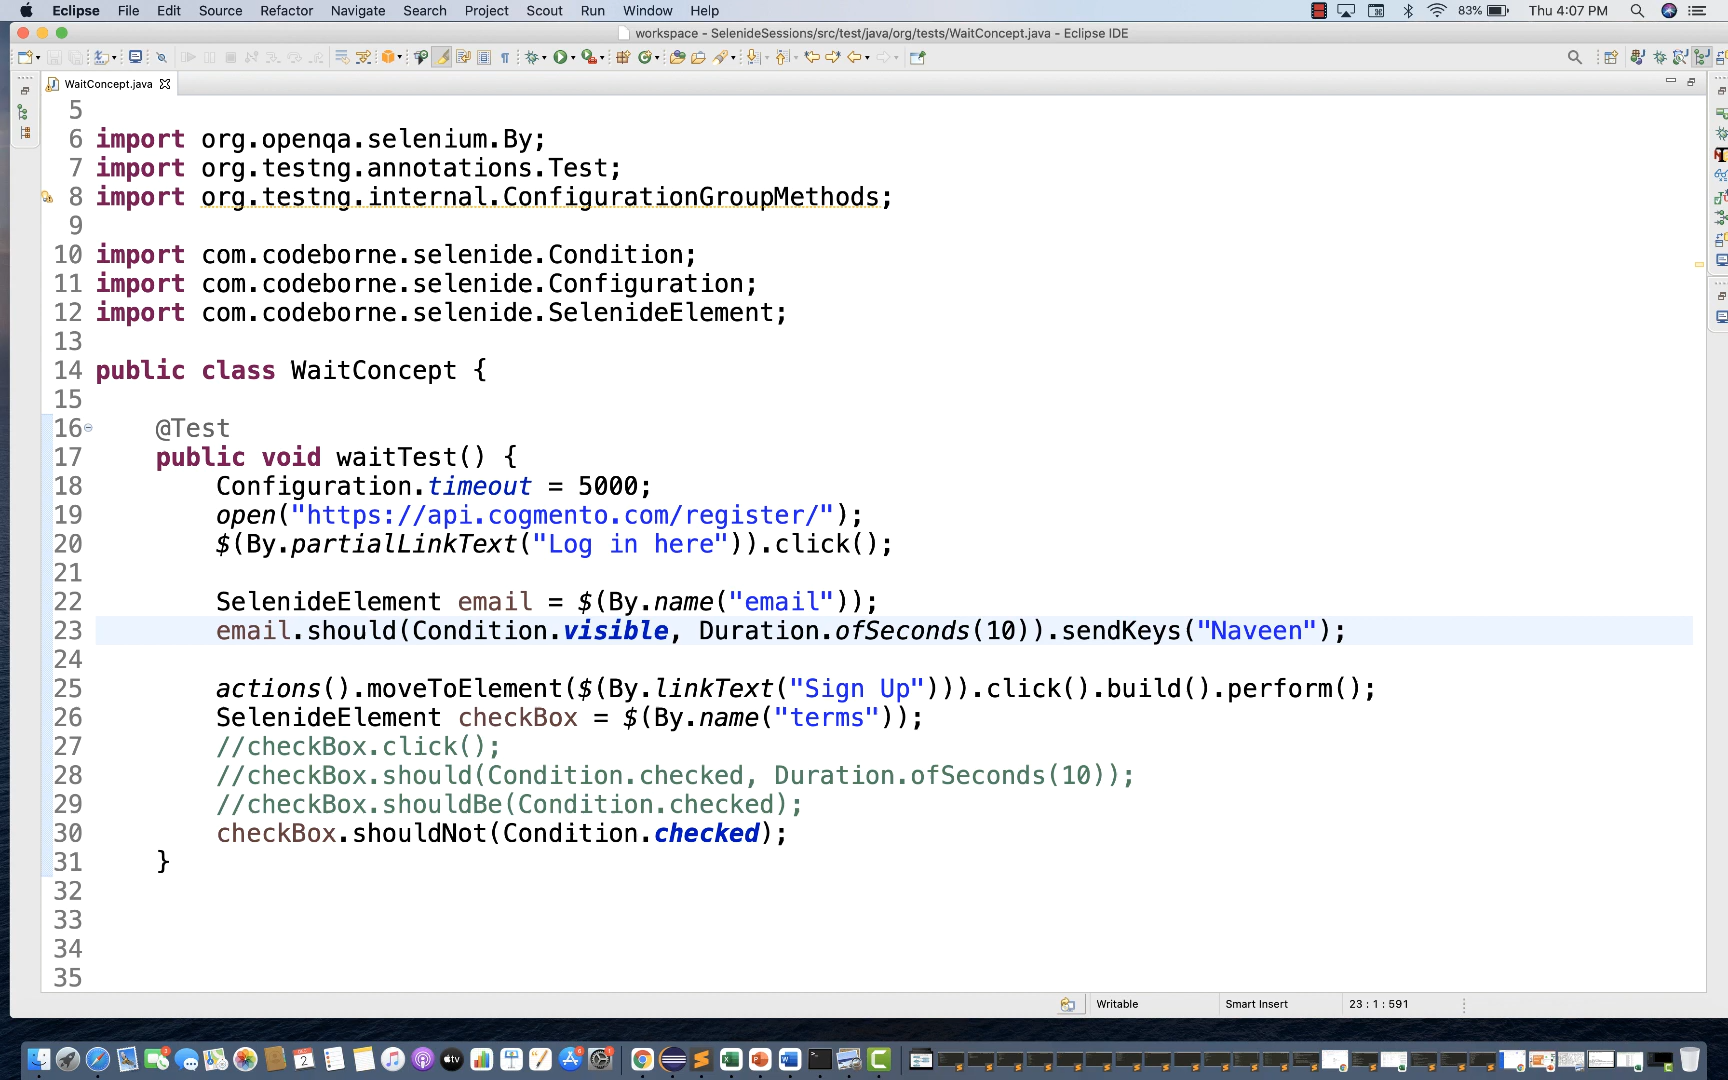 Eclipse File Edit Source Refactor Navigate Search Project Scout Run Window Help 83% Thu 4:07 PM
workspace - SelenideSessions/src/test/java/org/tests/WaitConcept.java - Eclipse IDE
WaitConcept.java
5
6 import org.openqa.selenium.By;
7 import org.testng.annotations.Test;
8 import org.testng.internal.ConfigurationGroupMethods;
9
10 import com.codeborne.selenide.Condition;
11 import com.codeborne.selenide.Configuration;
12 import com.codeborne.selenide.SelenideElement;
13
14 public class WaitConcept {
15
16 @Test
17 public void waitTest() {
18 Configuration.timeout = 5000;
19 open("https://api.cogmento.com/register/");
20 $(By.partialLinkText("Log in here")).click();
21
22 SelenideElement email = $(By.name("email"));
23 email.should(Condition.visible, Duration.ofSeconds(10)).sendKeys("Naveen");
24
25 actions().moveToElement($(By.linkText("Sign Up"))).click().build().perform();
26 SelenideElement checkBox = $(By.name("terms"));
27 //checkBox.click();
28 //checkBox.should(Condition.checked, Duration.ofSeconds(10));
29 //checkBox.shouldBe(Condition.checked);
30 checkBox.shouldNot(Condition.checked);
31 }
32
33
34
35
Writable Smart Insert 23 : 1 : 591